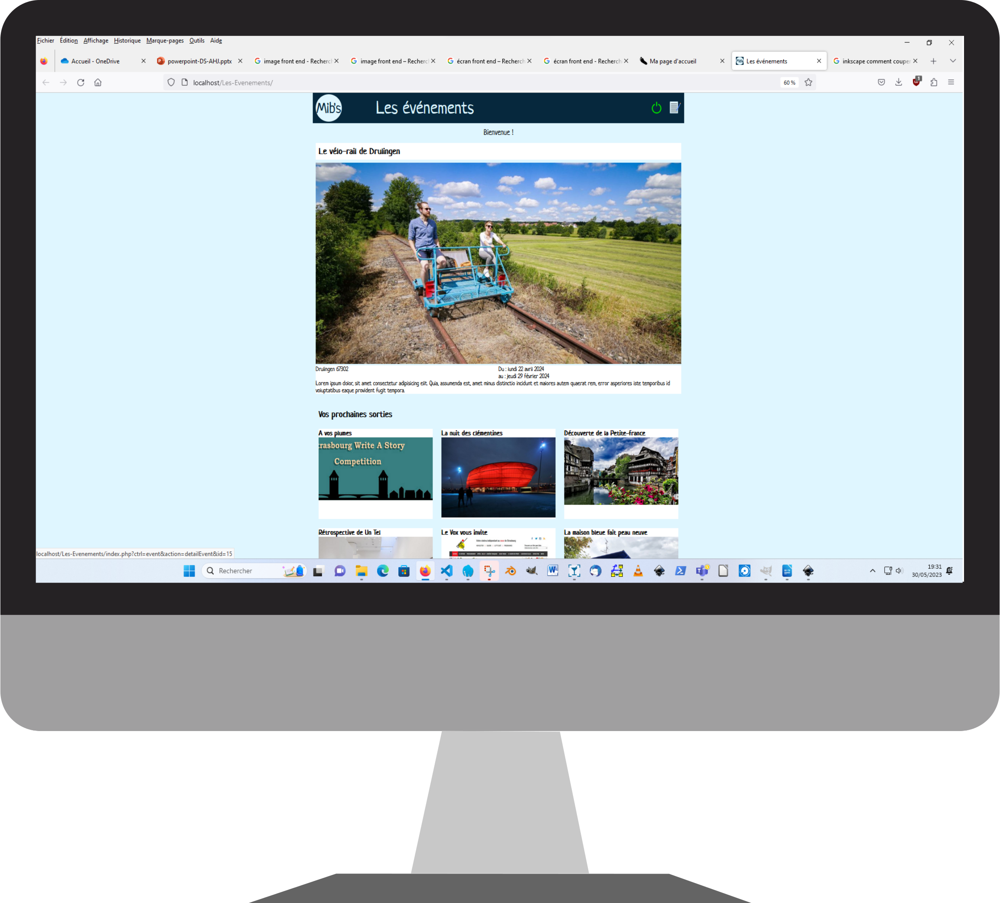 Fichier Édition Affichage Historique Marque-pages Outils Aide
Accueil - OneDrive
powerpoint-DS-AHJ.pptx
image front end - Recherch
image front end – Recherch
écran front end – Recherch
écran front end - Recherch
Ma page d'accueil
Les événements
inkscape comment couper
localhost/Les-Evenements/
60 %
1
Mib's
Les événements
Bienvenue !
Le vélo-rail de Drulingen
Drulingen 67302
Du : lundi 22 avril 2024
au : jeudi 29 février 2024
Lorem ipsum dolor, sit amet consectetur adipisicing elit. Quia, assumenda est, amet minus distinctio incidunt et maiores autem quaerat rem, error asperiores iste temporibus id
voluptatibus eaque provident fugit tempora.
Vos prochaines sorties
A vos plumes
rasbourg Write A Story
Competition
La nuit des clémentines
Découverte de la Petite-france
Rétrospective de Un Tel
Le Vox vous invite
La maison bleue fait peau neuve
localhost/Les-Evenements/index.php?ctrl=event&action=detailEvent&id=15
Rechercher
19:31
30/05/2023